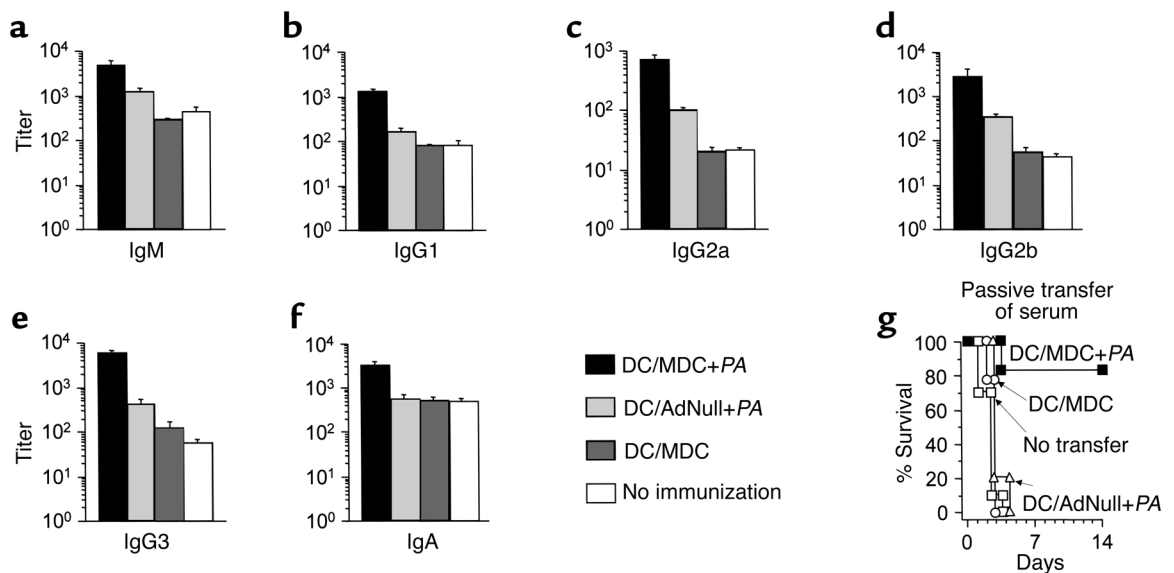 a
Titer
10⁴
10³
10²
10¹
10⁰
IgM
b
10⁴
10³
10²
10¹
10⁰
IgG1
c
10³
10²
10¹
10⁰
IgG2a
d
10⁴
10³
10²
10¹
10⁰
IgG2b
e
Titer
10⁴
10³
10²
10¹
10⁰
IgG3
f
10⁴
10³
10²
10¹
10⁰
IgA
DC/MDC+PA
DC/AdNull+PA
DC/MDC
No immunization
g
Passive transfer
of serum
% Survival
100
80
60
40
20
0
DC/MDC+PA
DC/MDC
No transfer
DC/AdNull+PA
0 7 14
Days